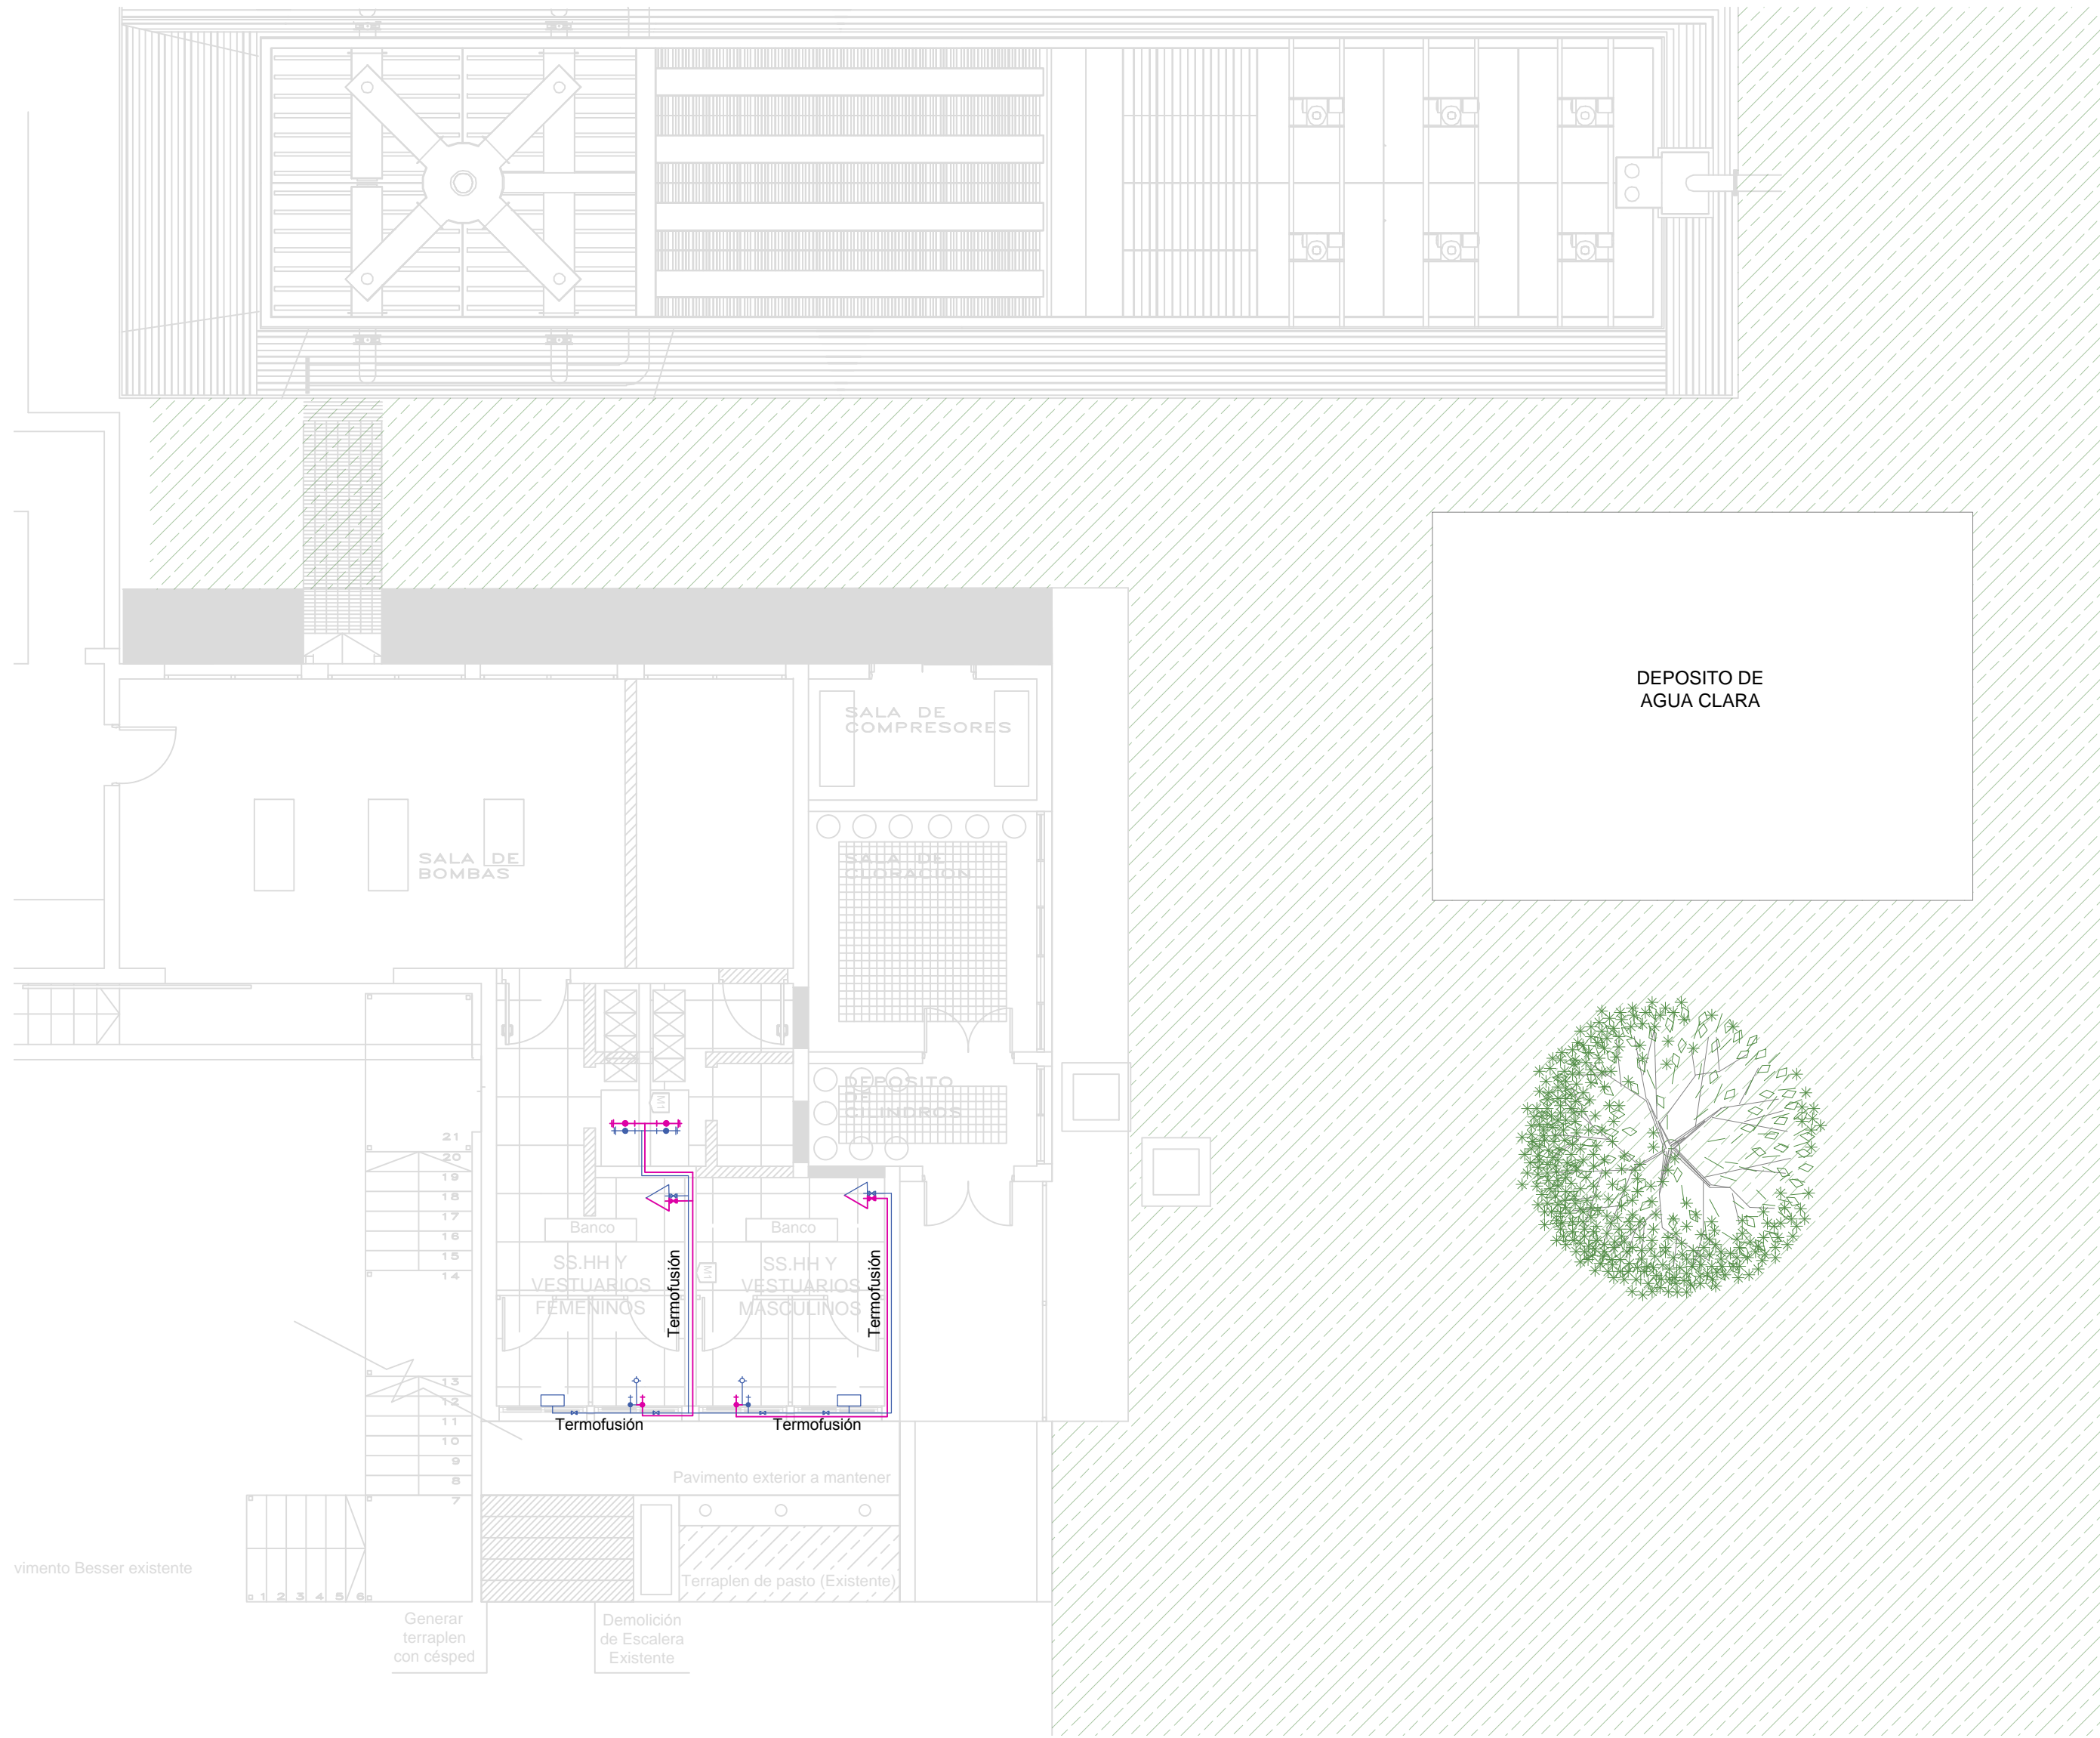 DEPOSITO DE
AGUA CLARA
SALA DE
COMPRESORES
SALA DE
BOMBAS
SALA DE
CLORACION
DEPOSITO
DE
CILINDROS
M1
21
20
19
18
17
16
15
14
13
12
11
10
9
8
7
Banco
Banco
SS.HH Y
VESTUARIOS
FEMENINOS
SS.HH Y
VESTUARIOS
MASCULINOS
M1
Termofusión
Termofusión
Termofusión
Termofusión
Pavimento exterior a mantener
vimento Besser existente
Terraplen de pasto (Existente)
1 2 3 4 5 6
Generar
terraplen
con césped
Demolición
de Escalera
Existente